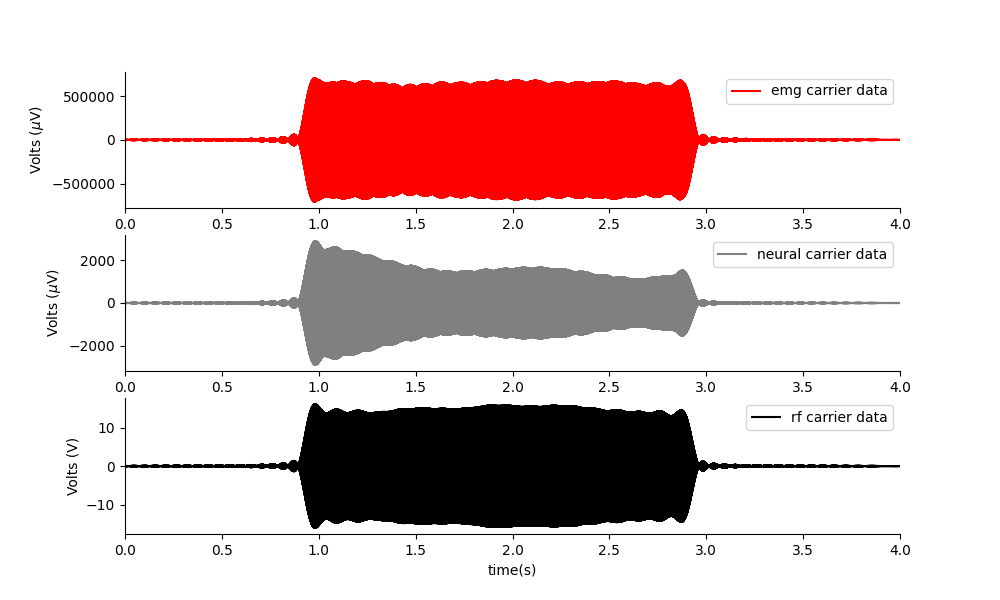 500000
0
−500000
Volts (μV)
emg carrier data
0.0 0.5 1.0 1.5 2.0 2.5 3.0 3.5 4.0
2000
0
−2000
Volts (μV)
neural carrier data
0.0 0.5 1.0 1.5 2.0 2.5 3.0 3.5 4.0
10
0
−10
Volts (V)
rf carrier data
0.0 0.5 1.0 1.5 2.0 2.5 3.0 3.5 4.0
time(s)